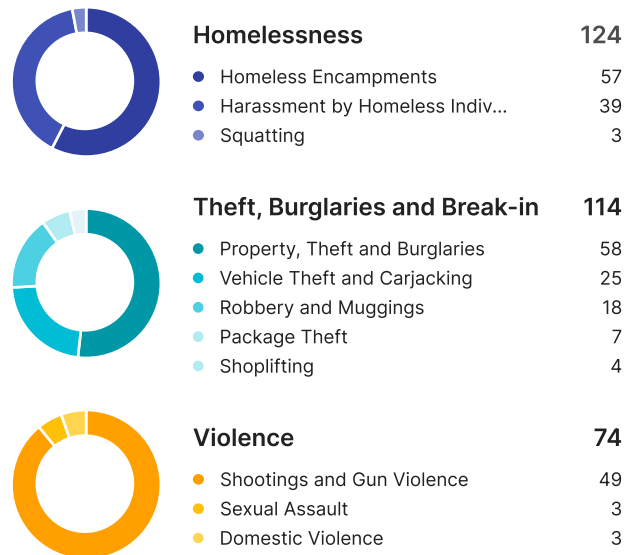 Homelessness 124
Homeless Encampments 57
Harassment by Homeless Indiv... 39
Squatting 3
Theft, Burglaries and Break-in 114
Property, Theft and Burglaries 58
Vehicle Theft and Carjacking 25
Robbery and Muggings 18
Package Theft 7
Shoplifting 4
Violence 74
Shootings and Gun Violence 49
Sexual Assault 3
Domestic Violence 3